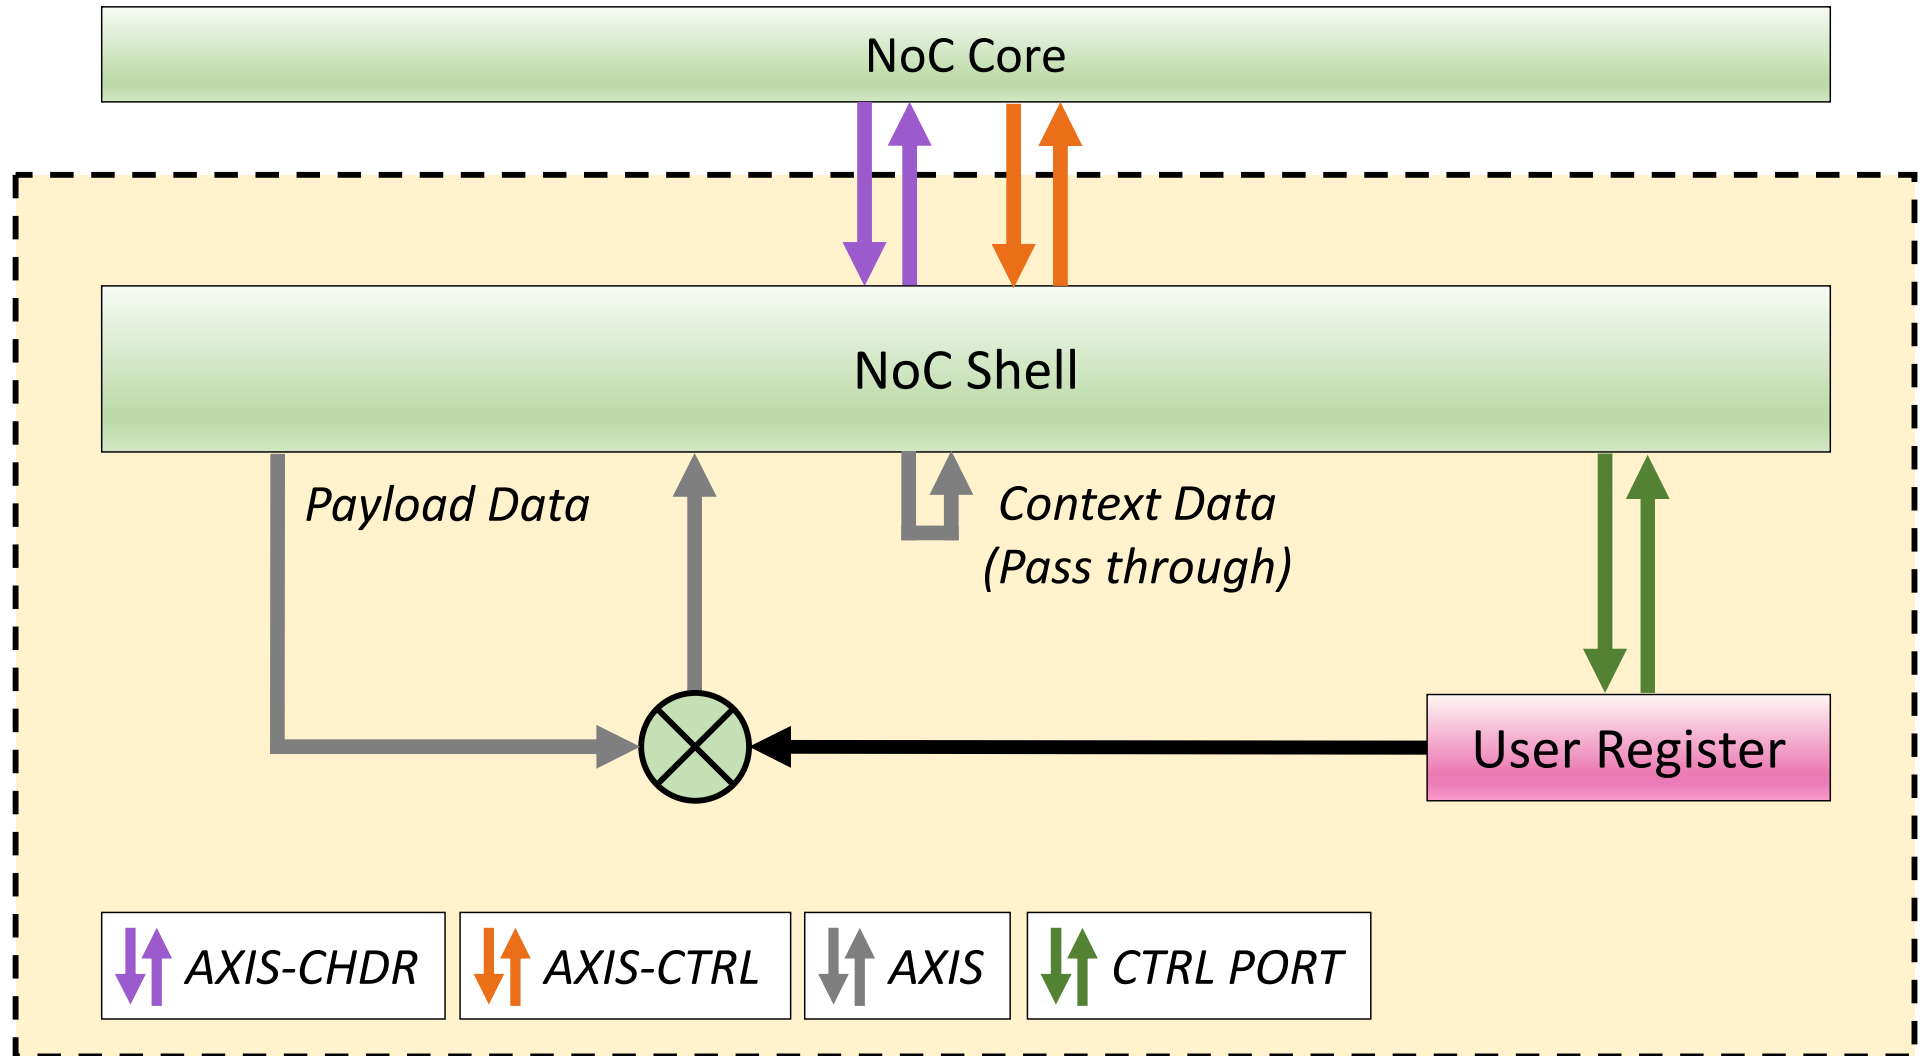 NoC Core
NoC Shell
Payload Data
Context Data
(Pass through)
User Register
AXIS-CHDR
AXIS-CTRL
AXIS
CTRL PORT